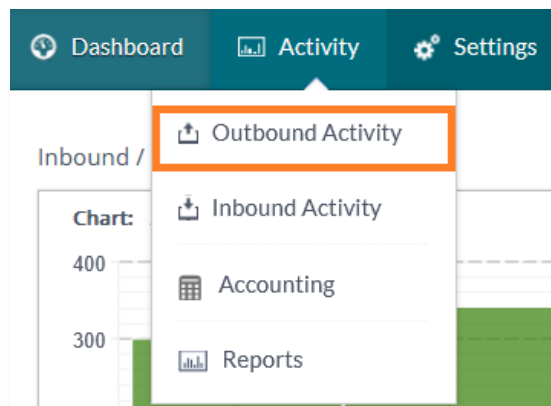 Dashboard Activity Settings
Outbound Activity
Inbound /
Inbound Activity
Chart:
400
Accounting
300
Reports